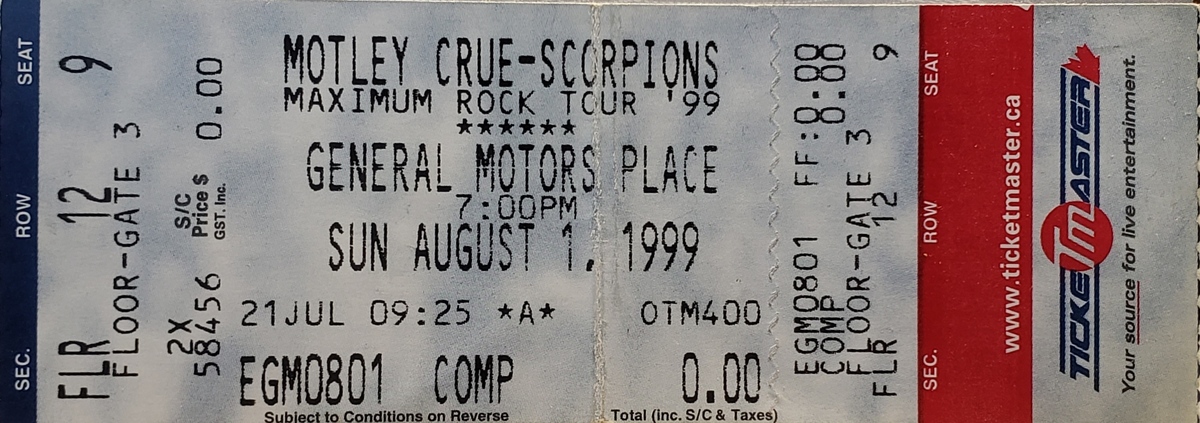 SEC. ROW SEAT
FLR 12 9
FLOOR-GATE 3
2X S/C
Price $ 0.00
58456 GST. Inc.
MOTLEY CRUE-SCORPIONS
MAXIMUM ROCK TOUR '99
******
GENERAL MOTORS PLACE
7:00PM
SUN AUGUST 1, 1999
21JUL 09:25 *A* OTM400
EGM0801 COMP 0.00
Subject to Conditions on Reverse Total (inc. S/C & Taxes)
EGM0801 FF:0.00
COMP 0.00
FLOOR-GATE 3
FLR 12 9
SEC. ROW SEAT
www.ticketmaster.ca
TICKETMASTER
Your source for live entertainment.